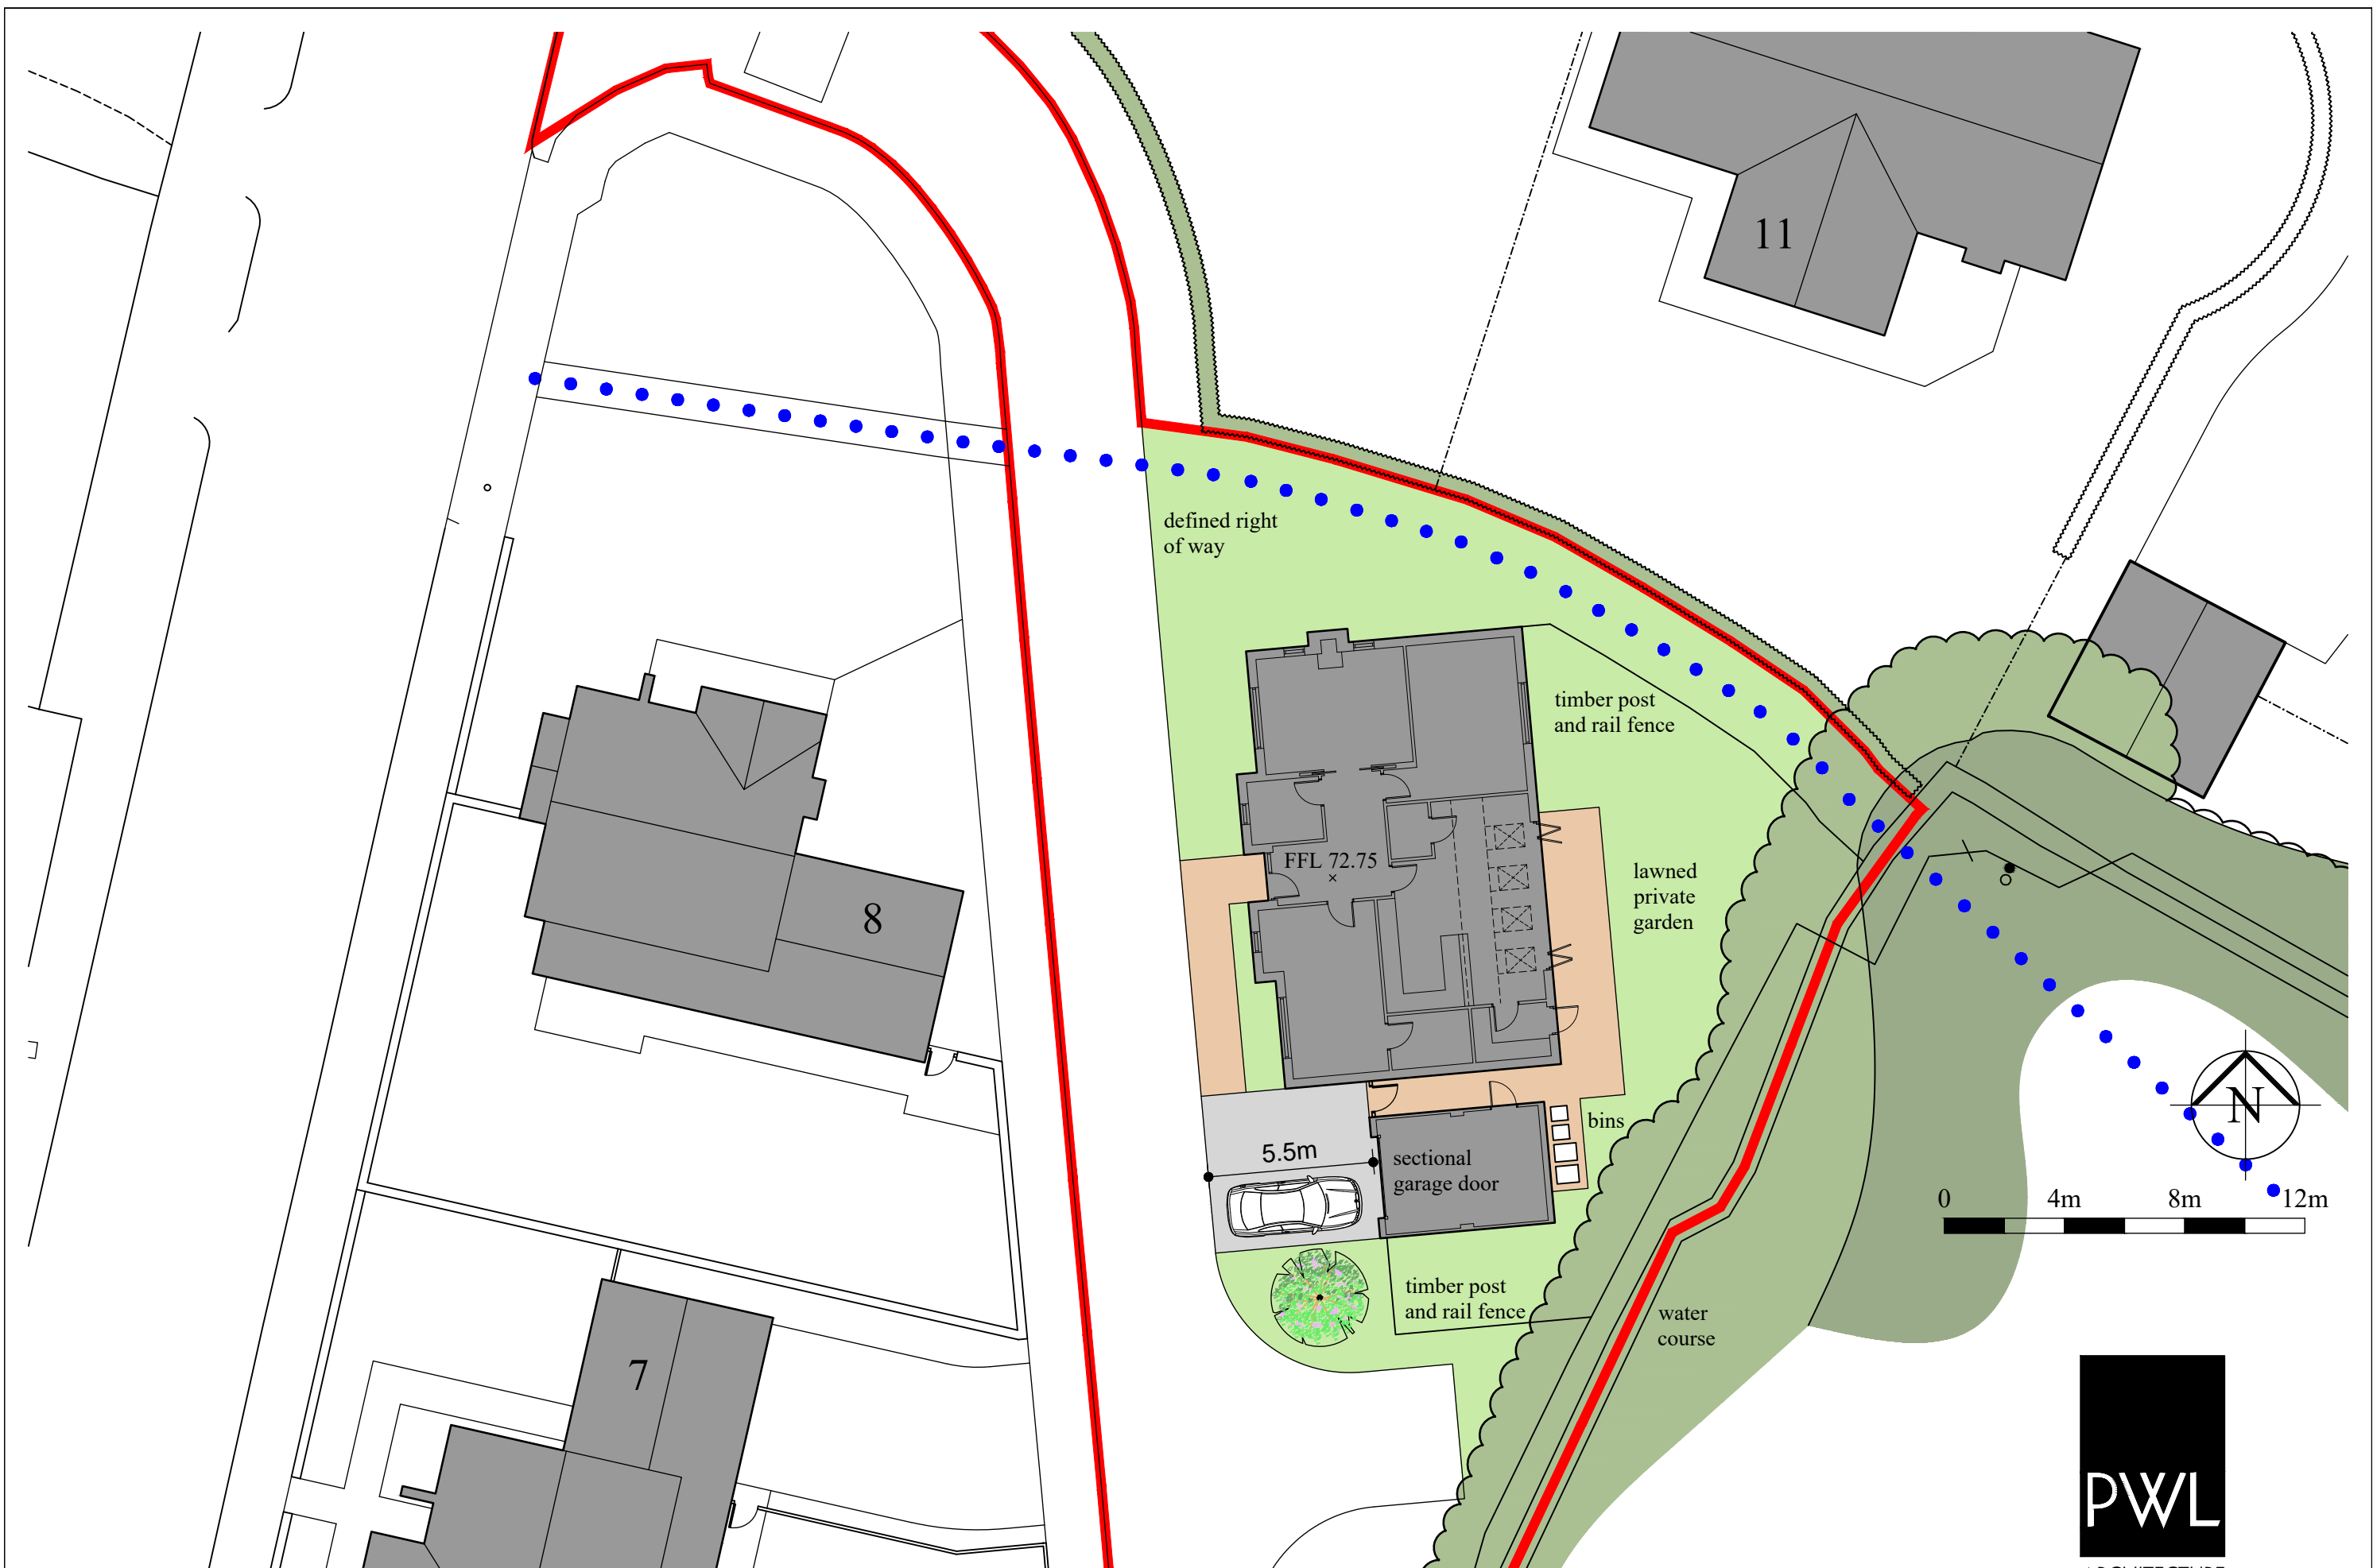 11
defined right
of way
timber post
and rail fence
8
FFL 72.75
lawned
private
garden
N
bins
5.5m
sectional
garage door
0 4m 8m 12m
timber post
and rail fence
water
course
7
PWL